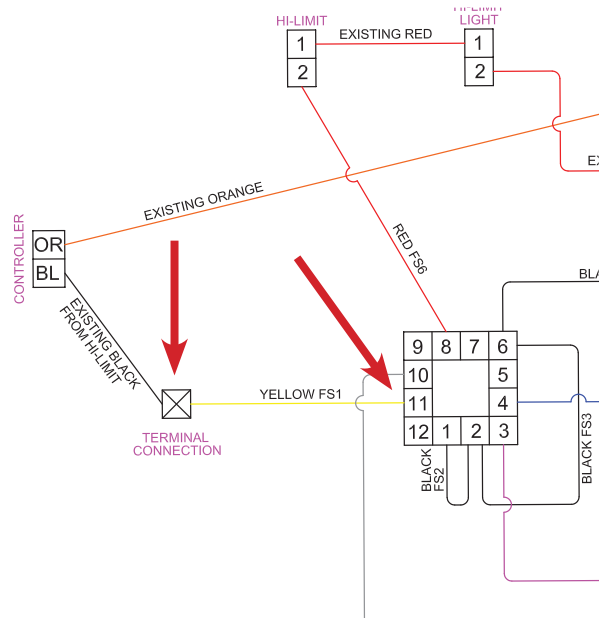 HI-LIMIT
HI-LIMIT
LIGHT
1
EXISTING RED
1
2
2
EXISTING ORANGE
CONTROLLER
OR
BL
RED FS6
EXISTING BLACK
FROM HI-LIMIT
9 8 7 6
10 5
11 4
12 1 2 3
YELLOW FS1
TERMINAL
CONNECTION
BLACK
FS2
BLACK FS3